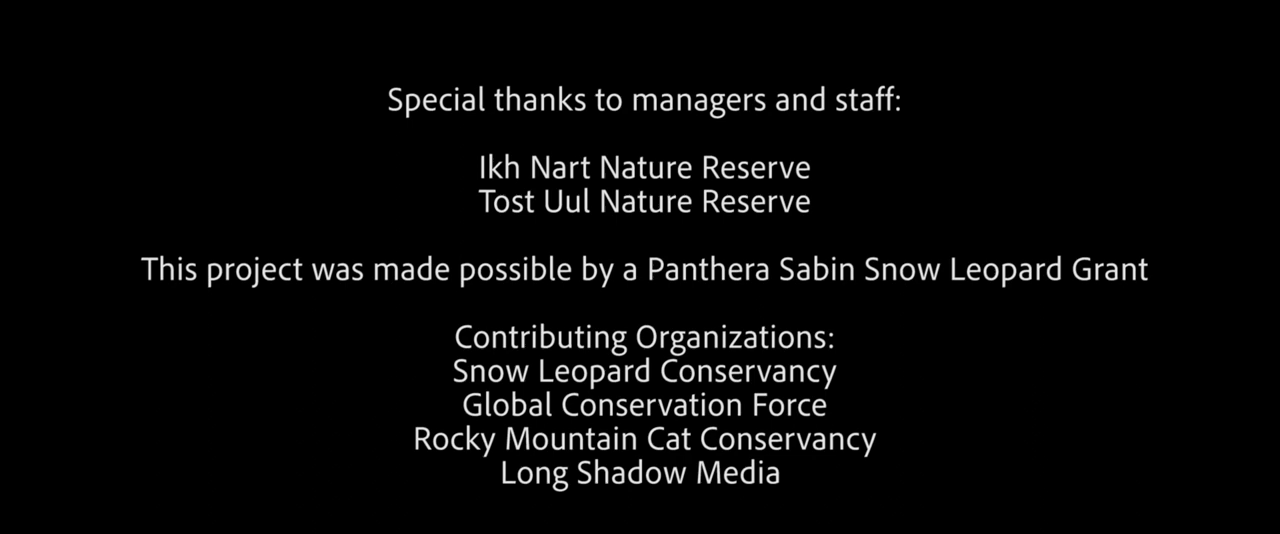 Special thanks to managers and staff:
Ikh Nart Nature Reserve
Tost Uul Nature Reserve
This project was made possible by a Panthera Sabin Snow Leopard Grant
Contributing Organizations:
Snow Leopard Conservancy
Global Conservation Force
Rocky Mountain Cat Conservancy
Long Shadow Media